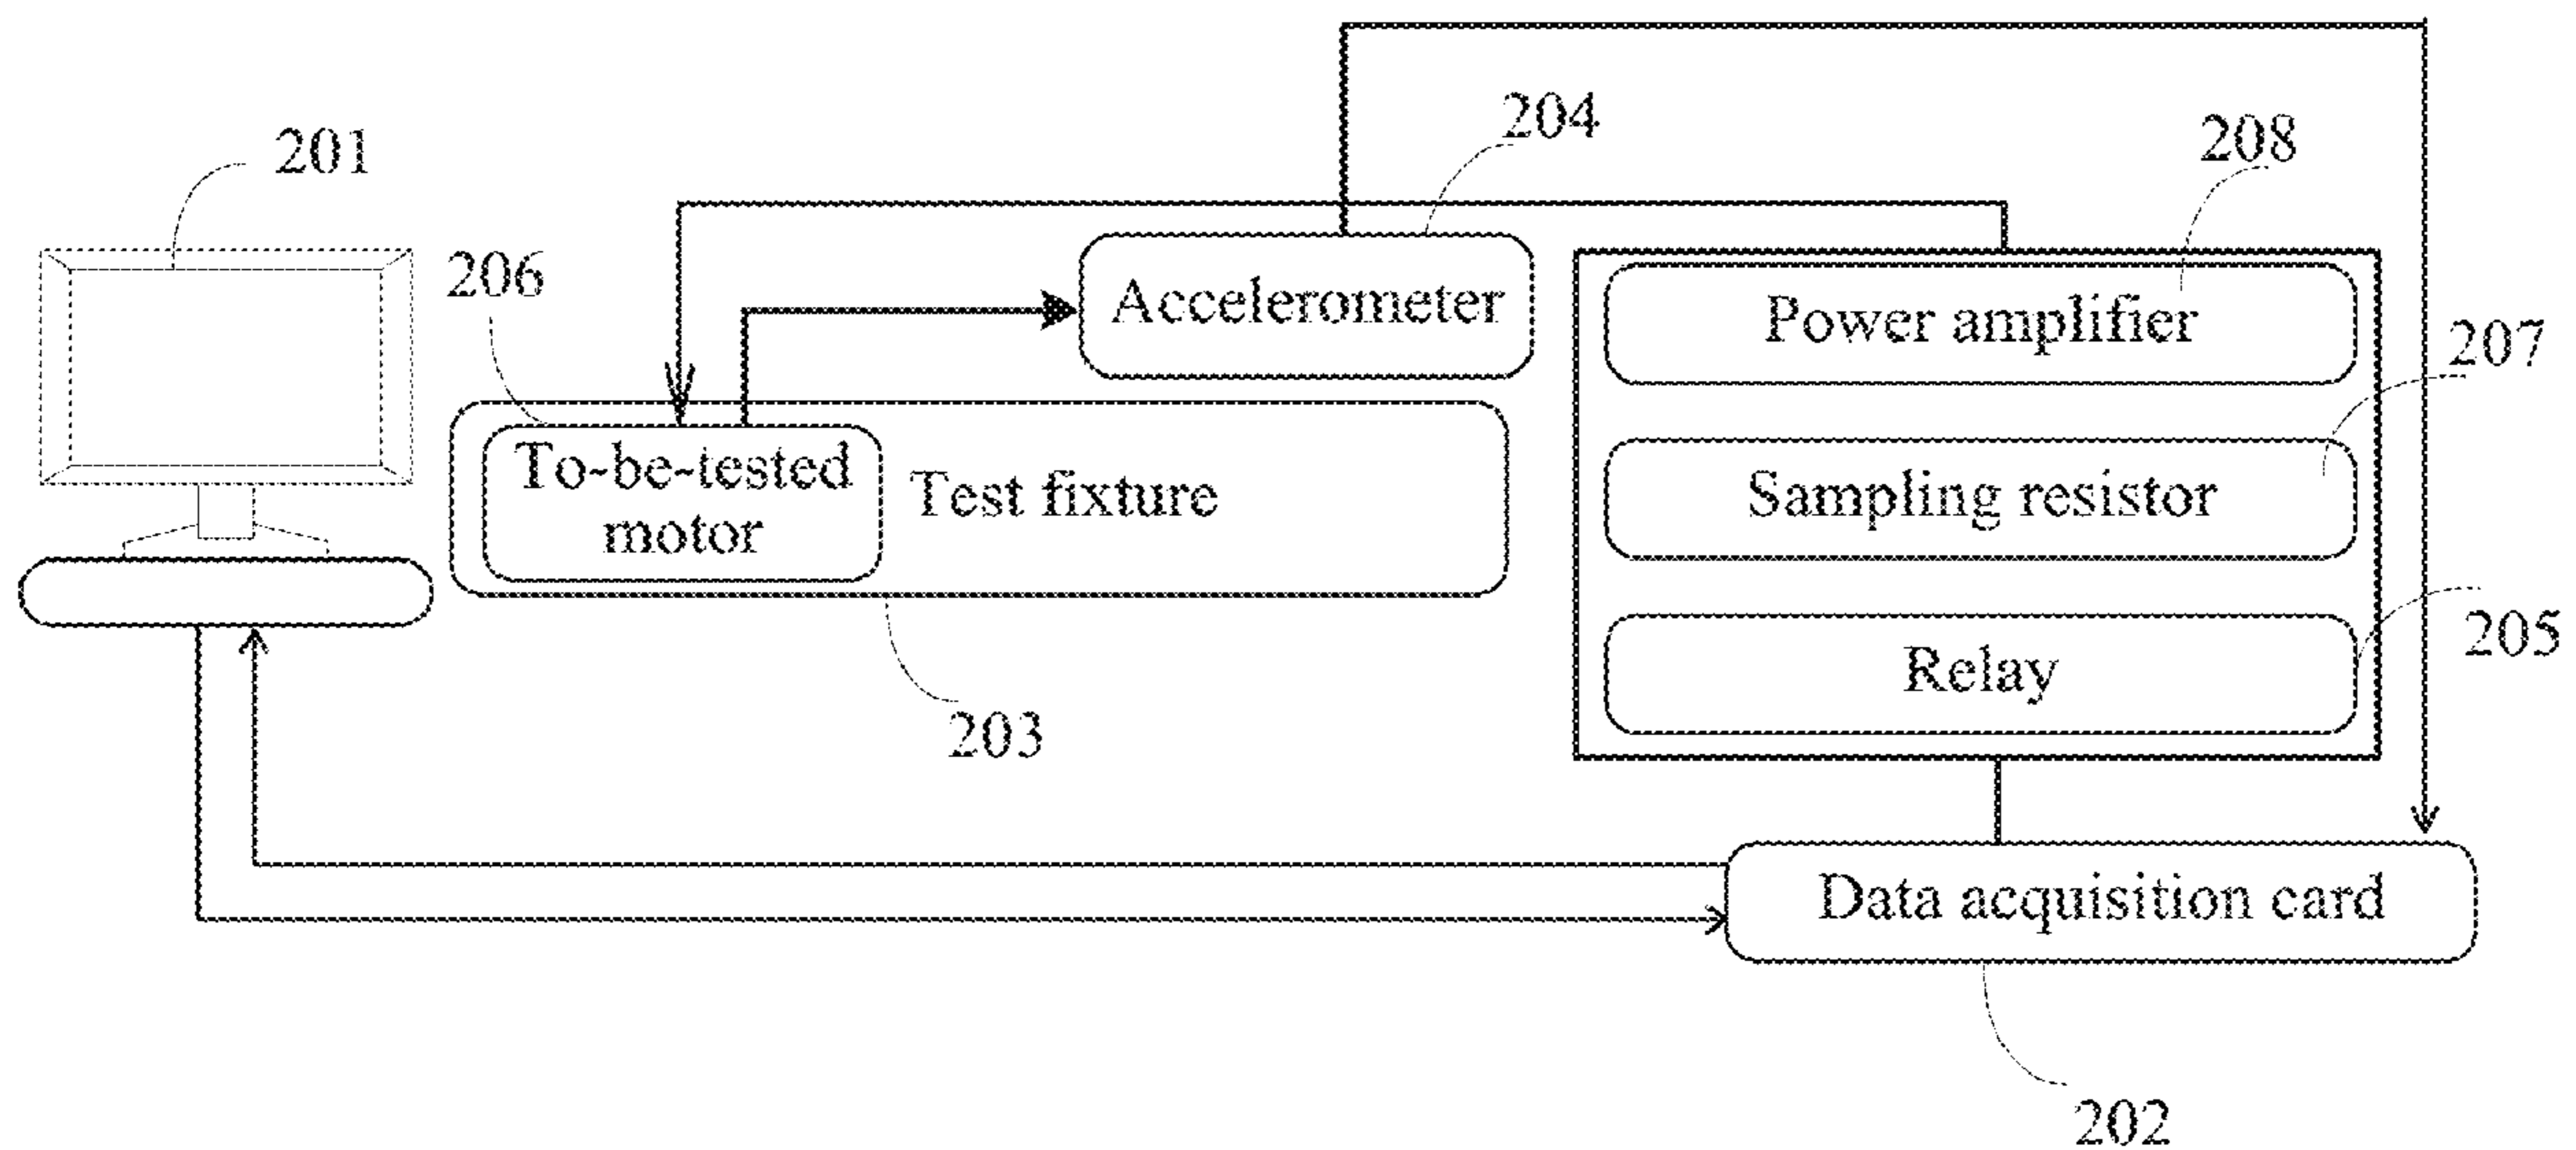 204
208
201
206
Accelerometer
Power amplifier
207
To-be-tested
motor
Test fixture
Sampling resistor
205
Relay
203
Data acquisition card
202